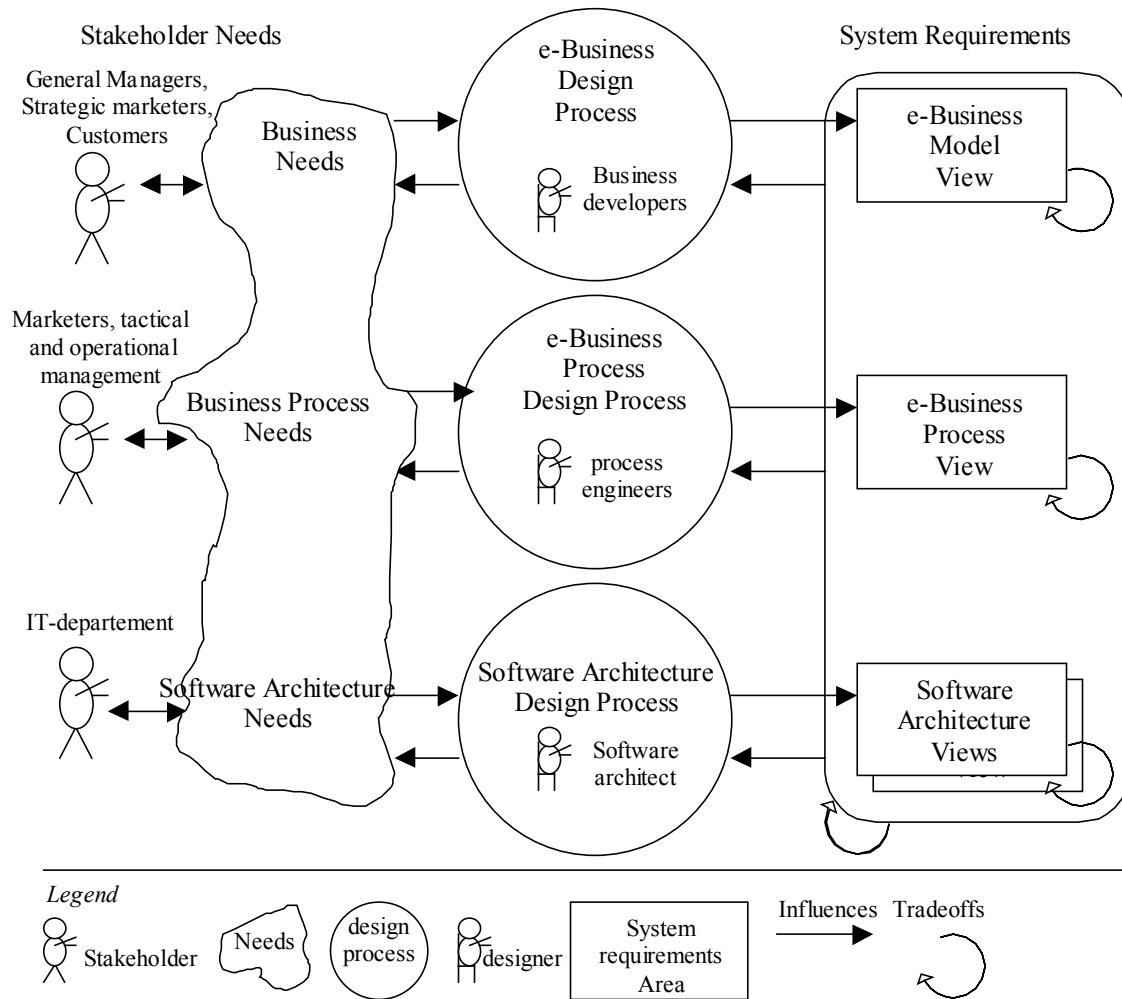 Stakeholder Needs
System Requirements
General Managers,
Strategic marketers,
Customers
Business
Needs
e-Business
Design
Process
Business
developers
e-Business
Model
View
Marketers, tactical
and operational
management
Business Process
Needs
e-Business
Process
Design Process
process
engineers
e-Business
Process
View
IT-departement
Software Architecture
Needs
Software Architecture
Design Process
Software
architect
Software
Architecture
Views
Legend
Stakeholder
Needs
design
process
designer
System
requirements
Area
Influences
Tradeoffs